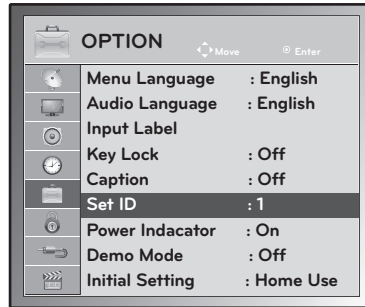 OPTION
Move
Enter
Menu Language : English
Audio Language : English
Input Label
Key Lock : Off
Caption : Off
Set ID : 1
Power Indacator : On
Demo Mode : Off
Initial Setting : Home Use